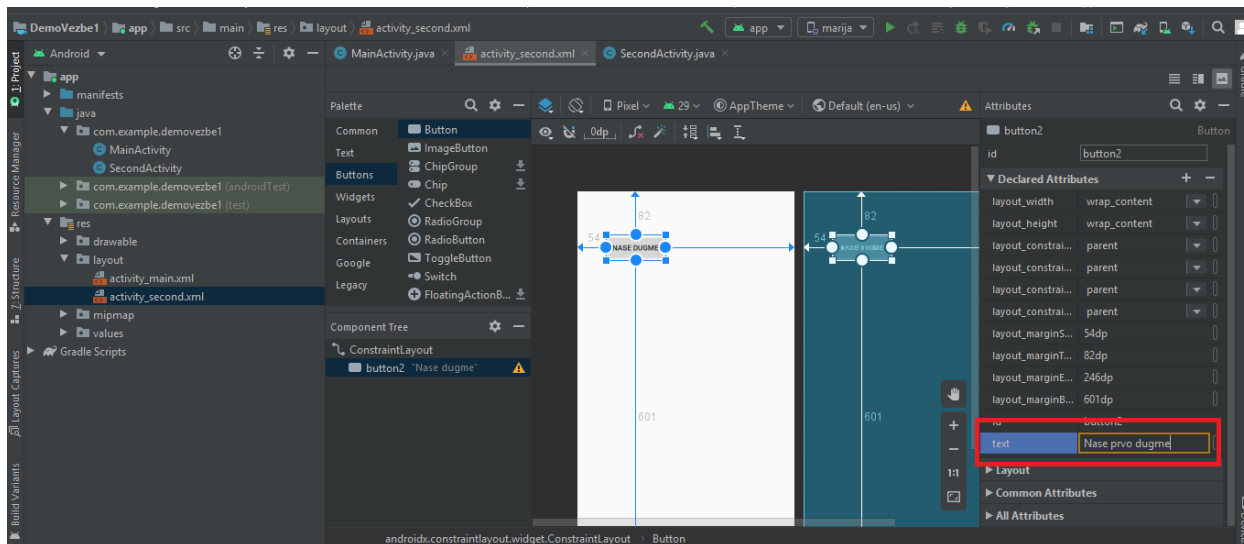 DemoVezbe1 app src main res layout activity_second.xml app marija
1: Project Android MainActivity.java activity_second.xml SecondActivity.java
app
manifests
java
com.example.demovezbe1
MainActivity
SecondActivity
com.example.demovezbe1 (androidTest)
com.example.demovezbe1 (test)
res
drawable
layout
activity_main.xml
activity_second.xml
mipmap
values
Gradle Scripts
Resource Manager
Z: Structure
Layout Captures
Build Variants
Palette
Common
Text
Buttons
Widgets
Layouts
Containers
Google
Legacy
Button
ImageButton
ChipGroup
Chip
CheckBox
RadioGroup
RadioButton
ToggleButton
Switch
FloatingActionB...
Component Tree
ConstraintLayout
button2 "Nase dugme"
Pixel 29 AppTheme Default (en-us)
0dp
82
54
NASE DUGME
601
82
54
NASE DUGME
601
1:1
Attributes
button2 Button
id button2
Declared Attributes
layout_width wrap_content
layout_height wrap_content
layout_constrai... parent
layout_constrai... parent
layout_constrai... parent
layout_constrai... parent
layout_marginS... 54dp
layout_marginT... 82dp
layout_marginE... 246dp
layout_marginB... 601dp
id button2
text Nase prvo dugme
Layout
Common Attributes
All Attributes
androidx.constraintlayout.widget.ConstraintLayout Button